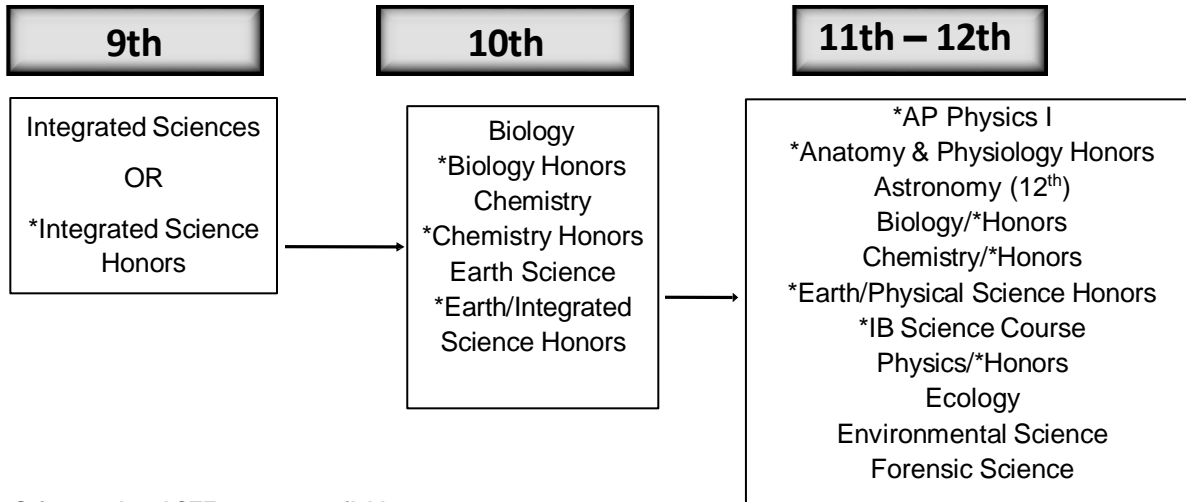 9th
10th
11th – 12th
Integrated Sciences
OR
*Integrated Science
Honors
Biology
*Biology Honors
Chemistry
*Chemistry Honors
Earth Science
*Earth/Integrated
Science Honors
*AP Physics I
*Anatomy & Physiology Honors
Astronomy (12th)
Biology/*Honors
Chemistry/*Honors
*Earth/Physical Science Honors
*IB Science Course
Physics/*Honors
Ecology
Environmental Science
Forensic Science